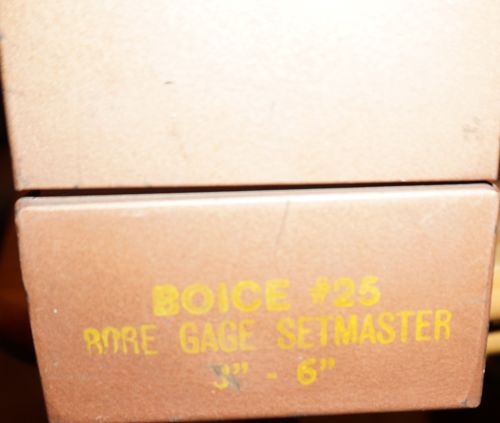 BOICE #25
BORE GAGE SETMASTER
3" - 6"